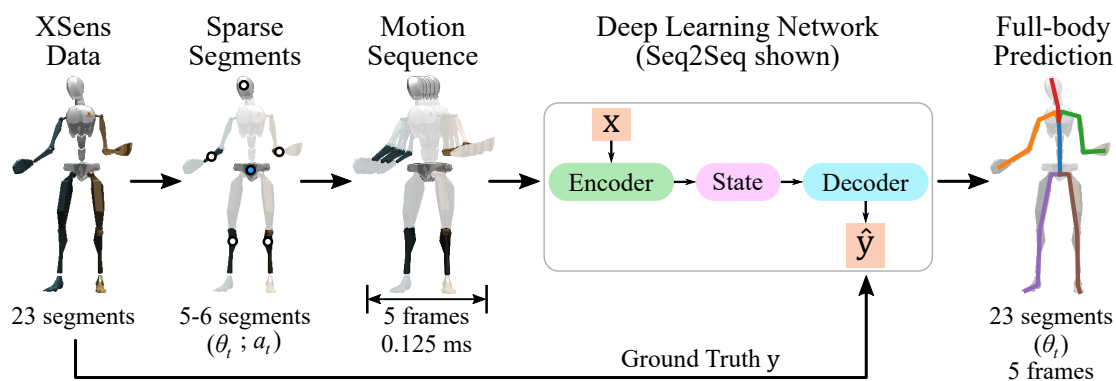 XSens
Data
Sparse
Segments
Motion
Sequence
Deep Learning Network
(Seq2Seq shown)
Full-body
Prediction
x
Encoder
State
Decoder
ŷ
23 segments
5-6 segments
(θₜ ; aₜ)
5 frames
0.125 ms
23 segments
(θₜ)
5 frames
Ground Truth y